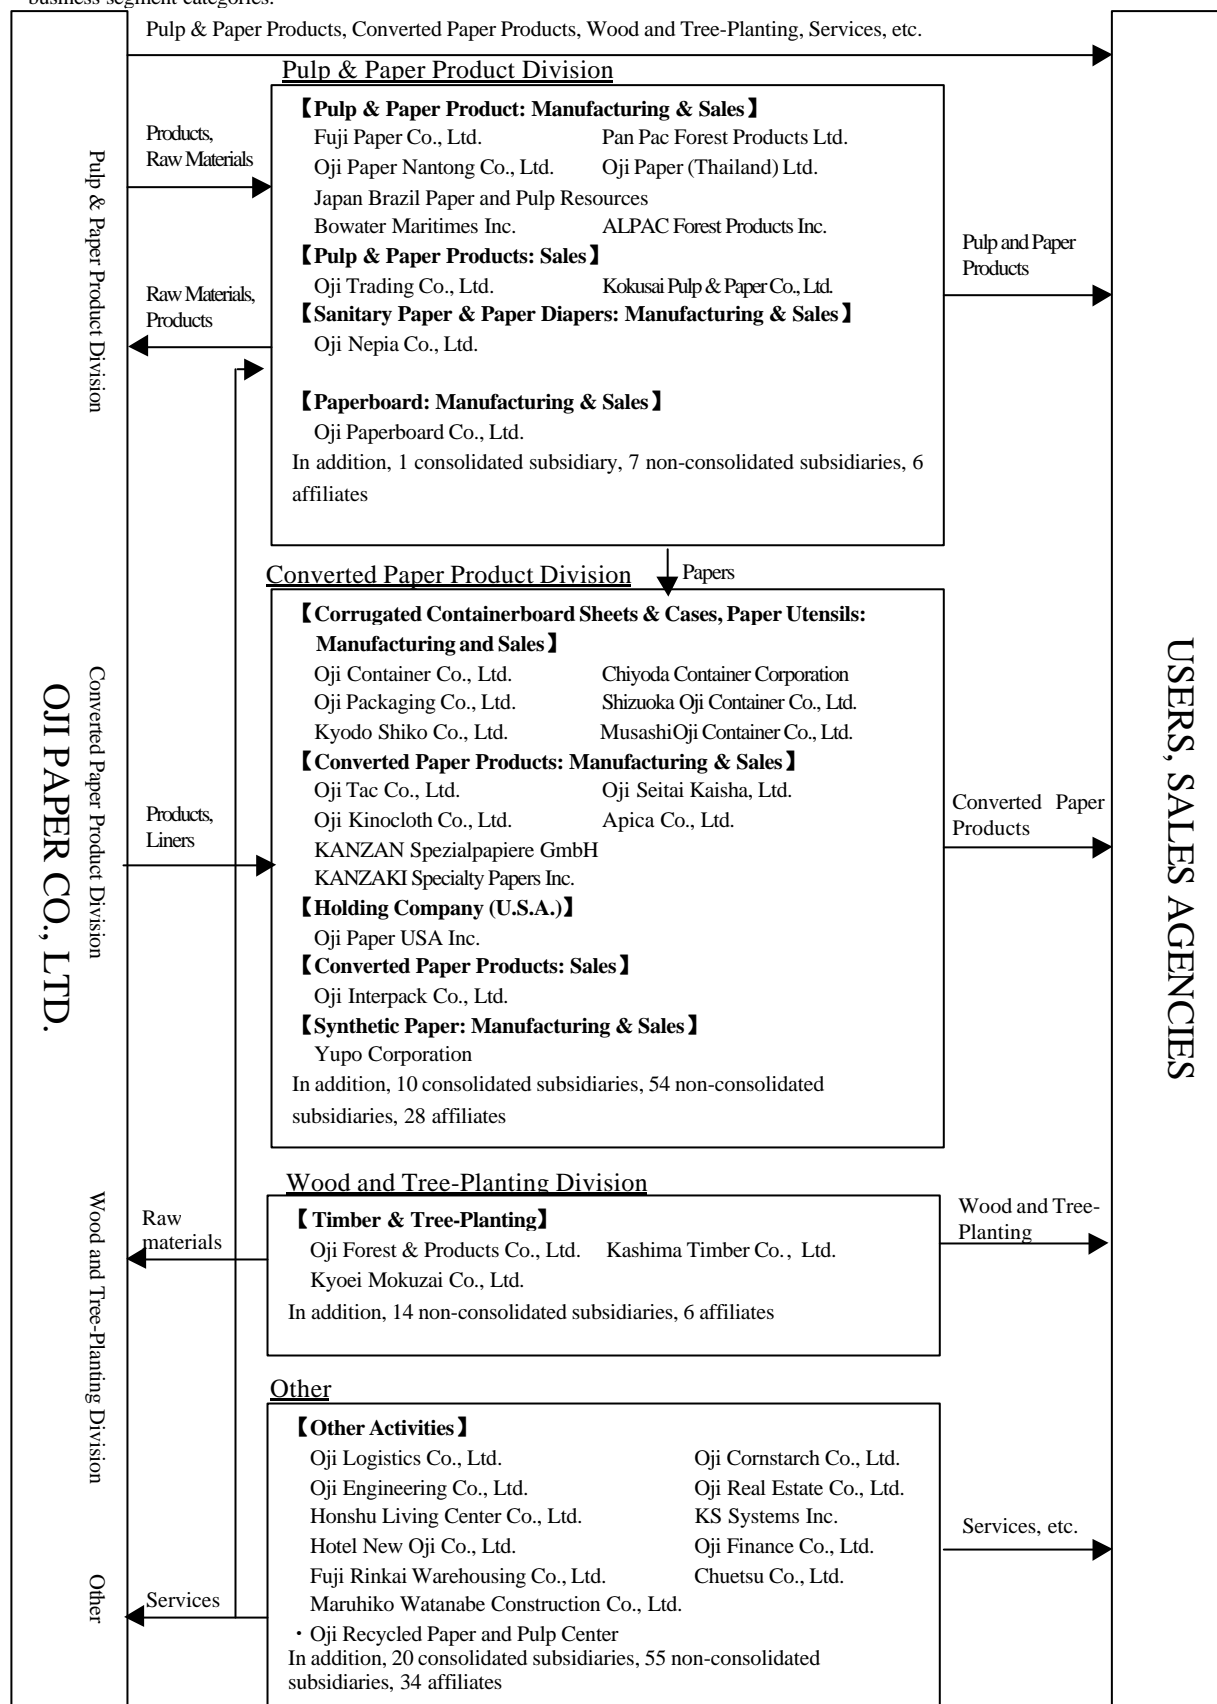 business segment categories.
Pulp & Paper Products, Converted Paper Products, Wood and Tree-Planting, Services, etc.
Pulp & Paper Product Division
【Pulp & Paper Product: Manufacturing & Sales】
Fuji Paper Co., Ltd. Pan Pac Forest Products Ltd.
Oji Paper Nantong Co., Ltd. Oji Paper (Thailand) Ltd.
Japan Brazil Paper and Pulp Resources
Bowater Maritimes Inc. ALPAC Forest Products Inc.
【Pulp & Paper Products: Sales】
Oji Trading Co., Ltd. Kokusai Pulp & Paper Co., Ltd.
【Sanitary Paper & Paper Diapers: Manufacturing & Sales】
Oji Nepia Co., Ltd.
【Paperboard: Manufacturing & Sales】
Oji Paperboard Co., Ltd.
In addition, 1 consolidated subsidiary, 7 non-consolidated subsidiaries, 6
affiliates
Products,
Raw Materials
Raw Materials,
Products
Pulp & Paper Product Division
Pulp and Paper
Products
Papers
Converted Paper Product Division
【Corrugated Containerboard Sheets & Cases, Paper Utensils:
Manufacturing and Sales】
Oji Container Co., Ltd. Chiyoda Container Corporation
Oji Packaging Co., Ltd. Shizuoka Oji Container Co., Ltd.
Kyodo Shiko Co., Ltd. MusashiOji Container Co., Ltd.
【Converted Paper Products: Manufacturing & Sales】
Oji Tac Co., Ltd. Oji Seitai Kaisha, Ltd.
Oji Kinocloth Co., Ltd. Apica Co., Ltd.
KANZAN Spezialpapiere GmbH
KANZAKI Specialty Papers Inc.
【Holding Company (U.S.A.)】
Oji Paper USA Inc.
【Converted Paper Products: Sales】
Oji Interpack Co., Ltd.
【Synthetic Paper: Manufacturing & Sales】
Yupo Corporation
In addition, 10 consolidated subsidiaries, 54 non-consolidated
subsidiaries, 28 affiliates
Products,
Liners
Converted Paper Product Division
OJI PAPER CO., LTD.
Converted Paper
Products
USERS, SALES AGENCIES
Wood and Tree-Planting Division
【Timber & Tree-Planting】
Oji Forest & Products Co., Ltd. Kashima Timber Co., Ltd.
Kyoei Mokuzai Co., Ltd.
In addition, 14 non-consolidated subsidiaries, 6 affiliates
Raw
materials
Wood and Tree-Planting Division
Wood and Tree-
Planting
Other
【Other Activities】
Oji Logistics Co., Ltd. Oji Cornstarch Co., Ltd.
Oji Engineering Co., Ltd. Oji Real Estate Co., Ltd.
Honshu Living Center Co., Ltd. KS Systems Inc.
Hotel New Oji Co., Ltd. Oji Finance Co., Ltd.
Fuji Rinkai Warehousing Co., Ltd. Chuetsu Co., Ltd.
Maruhiko Watanabe Construction Co., Ltd.
・Oji Recycled Paper and Pulp Center
In addition, 20 consolidated subsidiaries, 55 non-consolidated
subsidiaries, 34 affiliates
Services
Other
Services, etc.